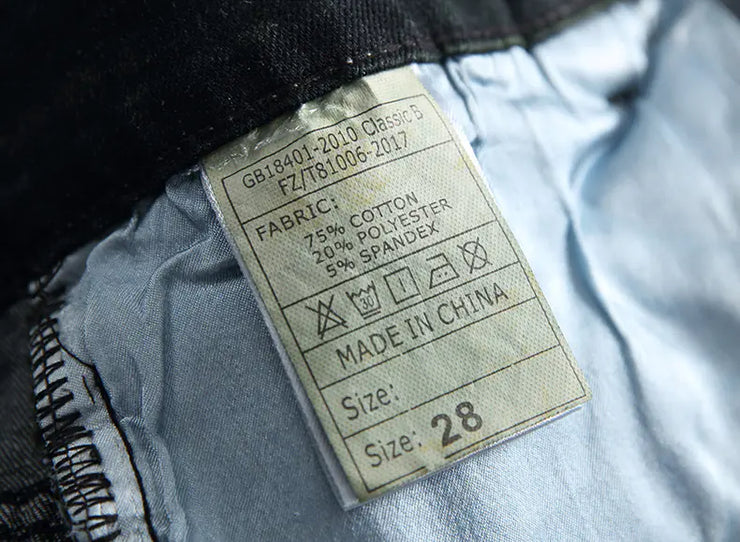 GB18401-2010 Classic B
FZ/T81006-2017
FABRIC:
75% COTTON
20% POLYESTER
5% SPANDEX
30
MADE IN CHINA
Size:
Size: 28